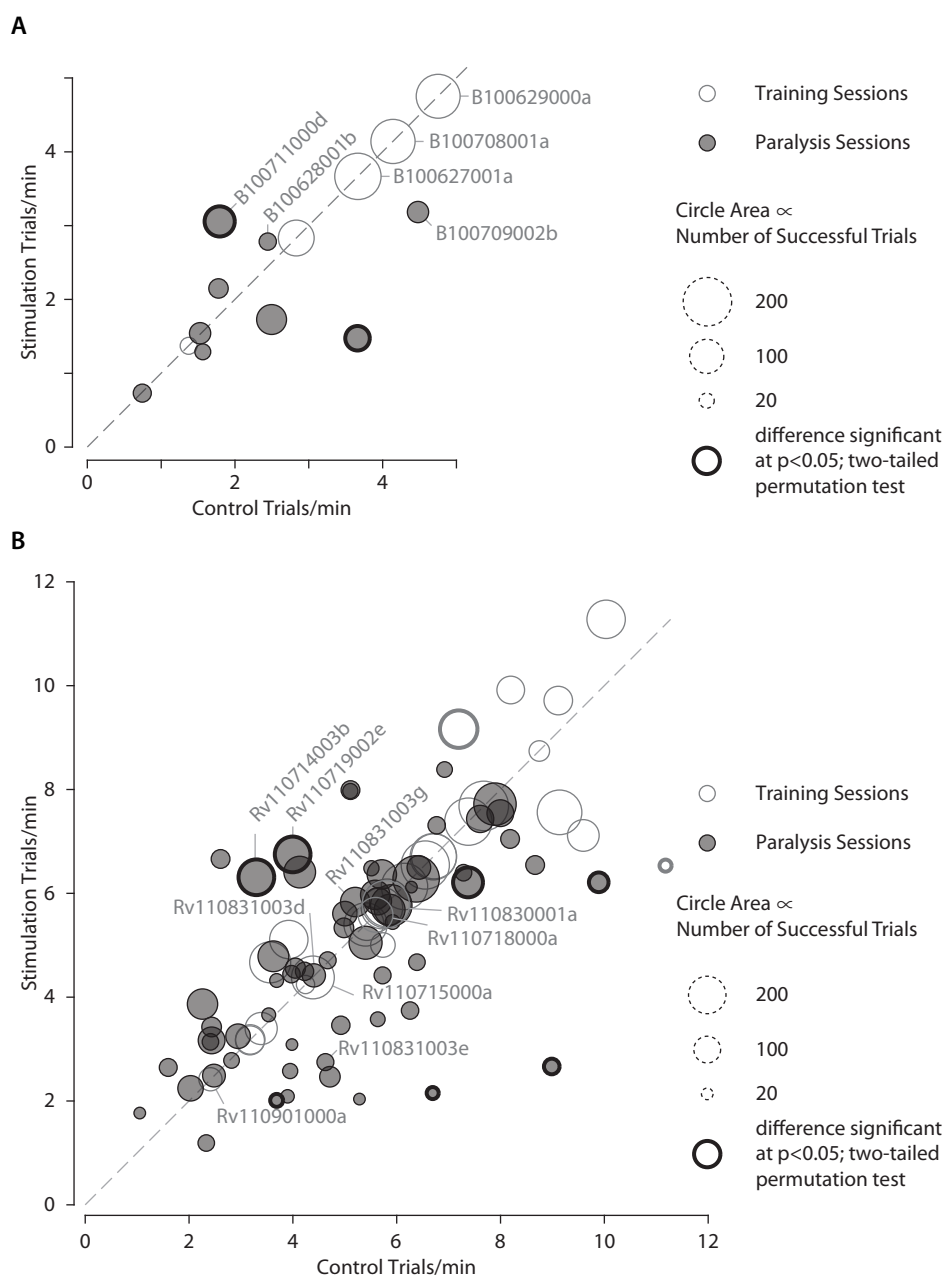 A
B100711000d
B100628001b
B100629000a
B100708001a
B100627001a
B100709002b
Stimulation Trials/min
4
2
0
0
2
4
Control Trials/min
Training Sessions
Paralysis Sessions
Circle Area ∝
Number of Successful Trials
200
100
20
difference significant
at p<0.05; two-tailed
permutation test
B
12
10
8
6
4
2
0
Stimulation Trials/min
Rv110714003b
Rv110719002e
Rv110831003g
Rv110831003d
Rv110830001a
Rv110718000a
Rv110715000a
Rv110831003e
Rv110901000a
0
2
4
6
8
10
12
Control Trials/min
Training Sessions
Paralysis Sessions
Circle Area ∝
Number of Successful Trials
200
100
20
difference significant
at p<0.05; two-tailed
permutation test